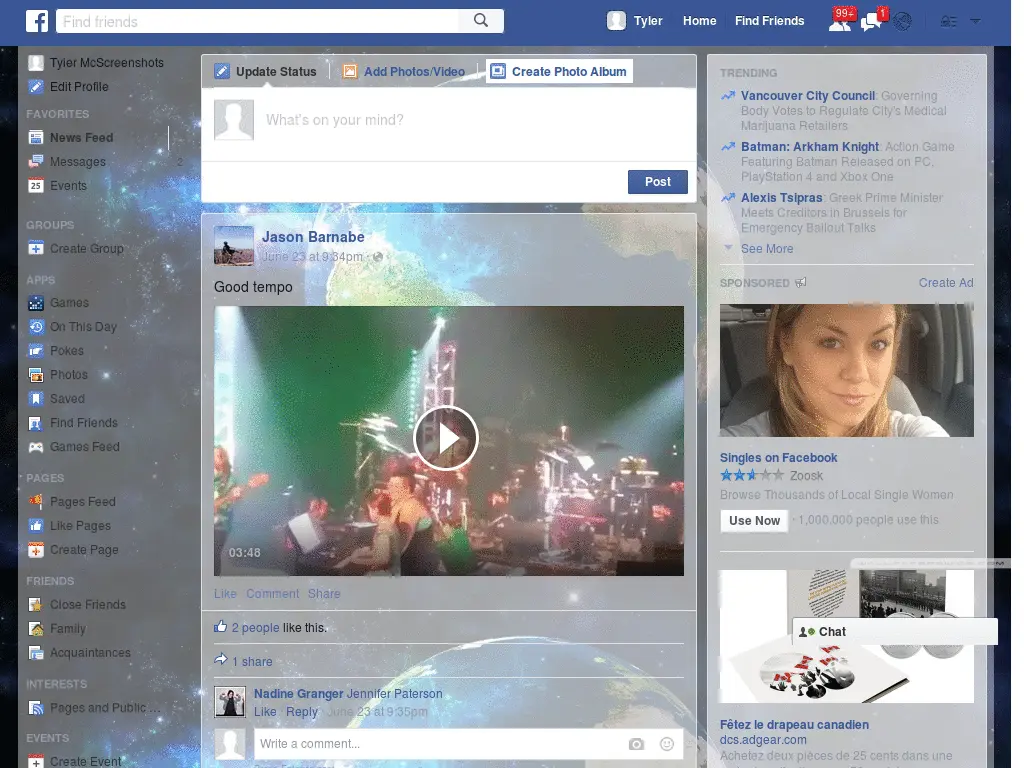 Find friends
Tyler
Home
Find Friends
99+
1
Tyler McScreenshots
Edit Profile
FAVORITES
News Feed
Messages 2
25 Events
GROUPS
Create Group
APPS
Games
On This Day
Pokes
Photos
Saved
Find Friends
Games Feed
PAGES
Pages Feed
Like Pages
Create Page
FRIENDS
Close Friends
Family
Acquaintances
INTERESTS
Pages and Public ...
EVENTS
Create Event
Update Status
Add Photos/Video
Create Photo Album
What's on your mind?
Post
Jason Barnabe
June 23 at 9:34pm ·
Good tempo
03:48
Like Comment Share
2 people like this.
1 share
Nadine Granger Jennifer Paterson
Like · Reply · June 23 at 9:35pm
Write a comment...
TRENDING
Vancouver City Council: Governing
Body Votes to Regulate City's Medical
Marijuana Retailers
Batman: Arkham Knight: Action Game
Featuring Batman Released on PC,
PlayStation 4 and Xbox One
Alexis Tsipras: Greek Prime Minister
Meets Creditors in Brussels for
Emergency Bailout Talks
See More
SPONSORED
Create Ad
Singles on Facebook
Zoosk
Browse Thousands of Local Single Women
Use Now · 1,000,000 people use this
Chat
Fêtez le drapeau canadien
dcs.adgear.com
Achetez deux pièces de 25 cents dans une